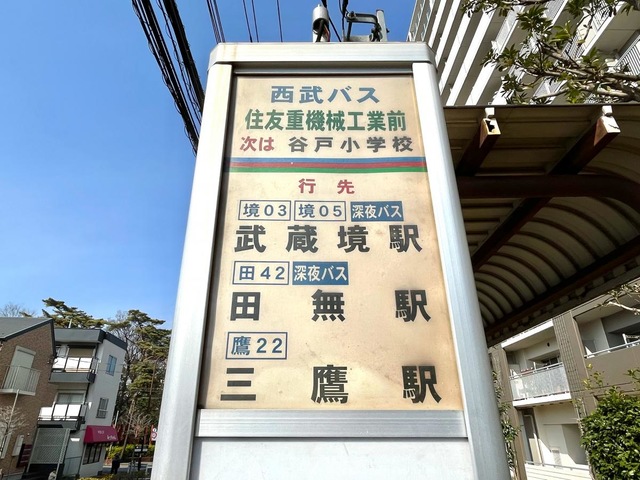 西武バス
住友重機械工業前
次は 谷戸小学校
行先
境03 境05 深夜バス
武蔵境駅
田42 深夜バス
田無駅
鷹22
三鷹駅